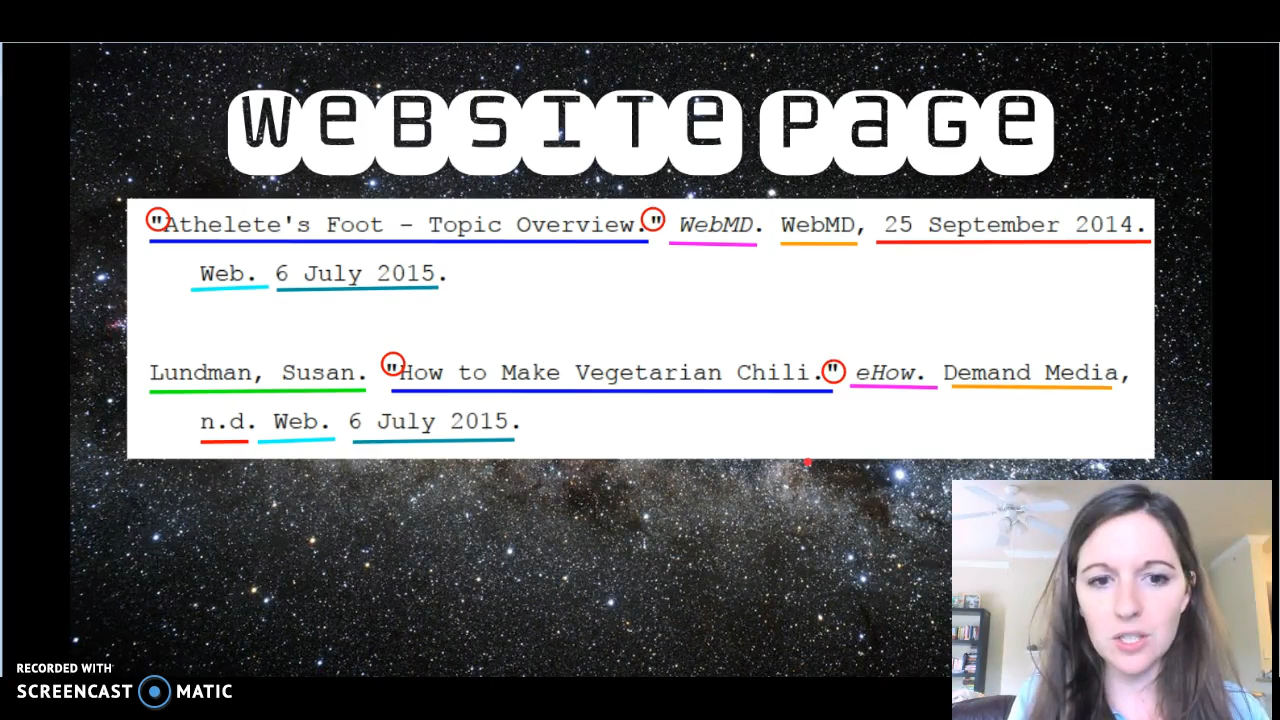 WeBSITe PaGe
"Athelete's Foot – Topic Overview." WebMD. WebMD, 25 September 2014.
Web. 6 July 2015.
Lundman, Susan. "How to Make Vegetarian Chili." eHow. Demand Media,
n.d. Web. 6 July 2015.
RECORDED WITH
SCREENCAST MATIC